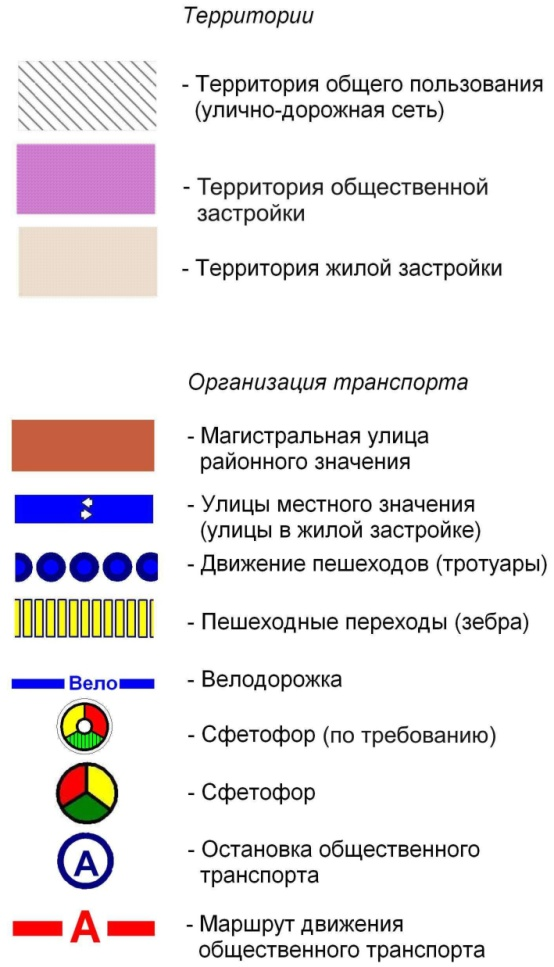 Территории
- Территория общего пользования
(улично-дорожная сеть)
- Территория общественной
застройки
- Территория жилой застройки
Организация транспорта
- Магистральная улица
районного значения
- Улицы местного значения
(улицы в жилой застройке)
- Движение пешеходов (тротуары)
- Пешеходные переходы (зебра)
Вело
- Велодорожка
- Сфетофор (по требованию)
- Сфетофор
А
- Остановка общественного
транспорта
А
- Маршрут движения
общественного транспорта